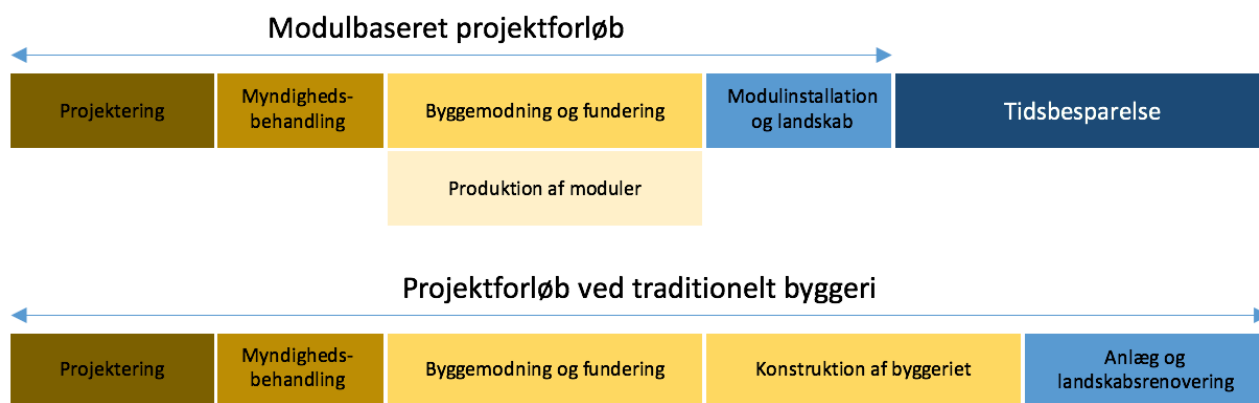 Modulbaseret projektforløb
Projektering
Myndigheds-
behandling
Byggemodning og fundering
Modulinstallation
og landskab
Tidsbesparelse
Produktion af moduler
Projektforløb ved traditionelt byggeri
Projektering
Myndigheds-
behandling
Byggemodning og fundering
Konstruktion af byggeriet
Anlæg og
landskabsrenovering